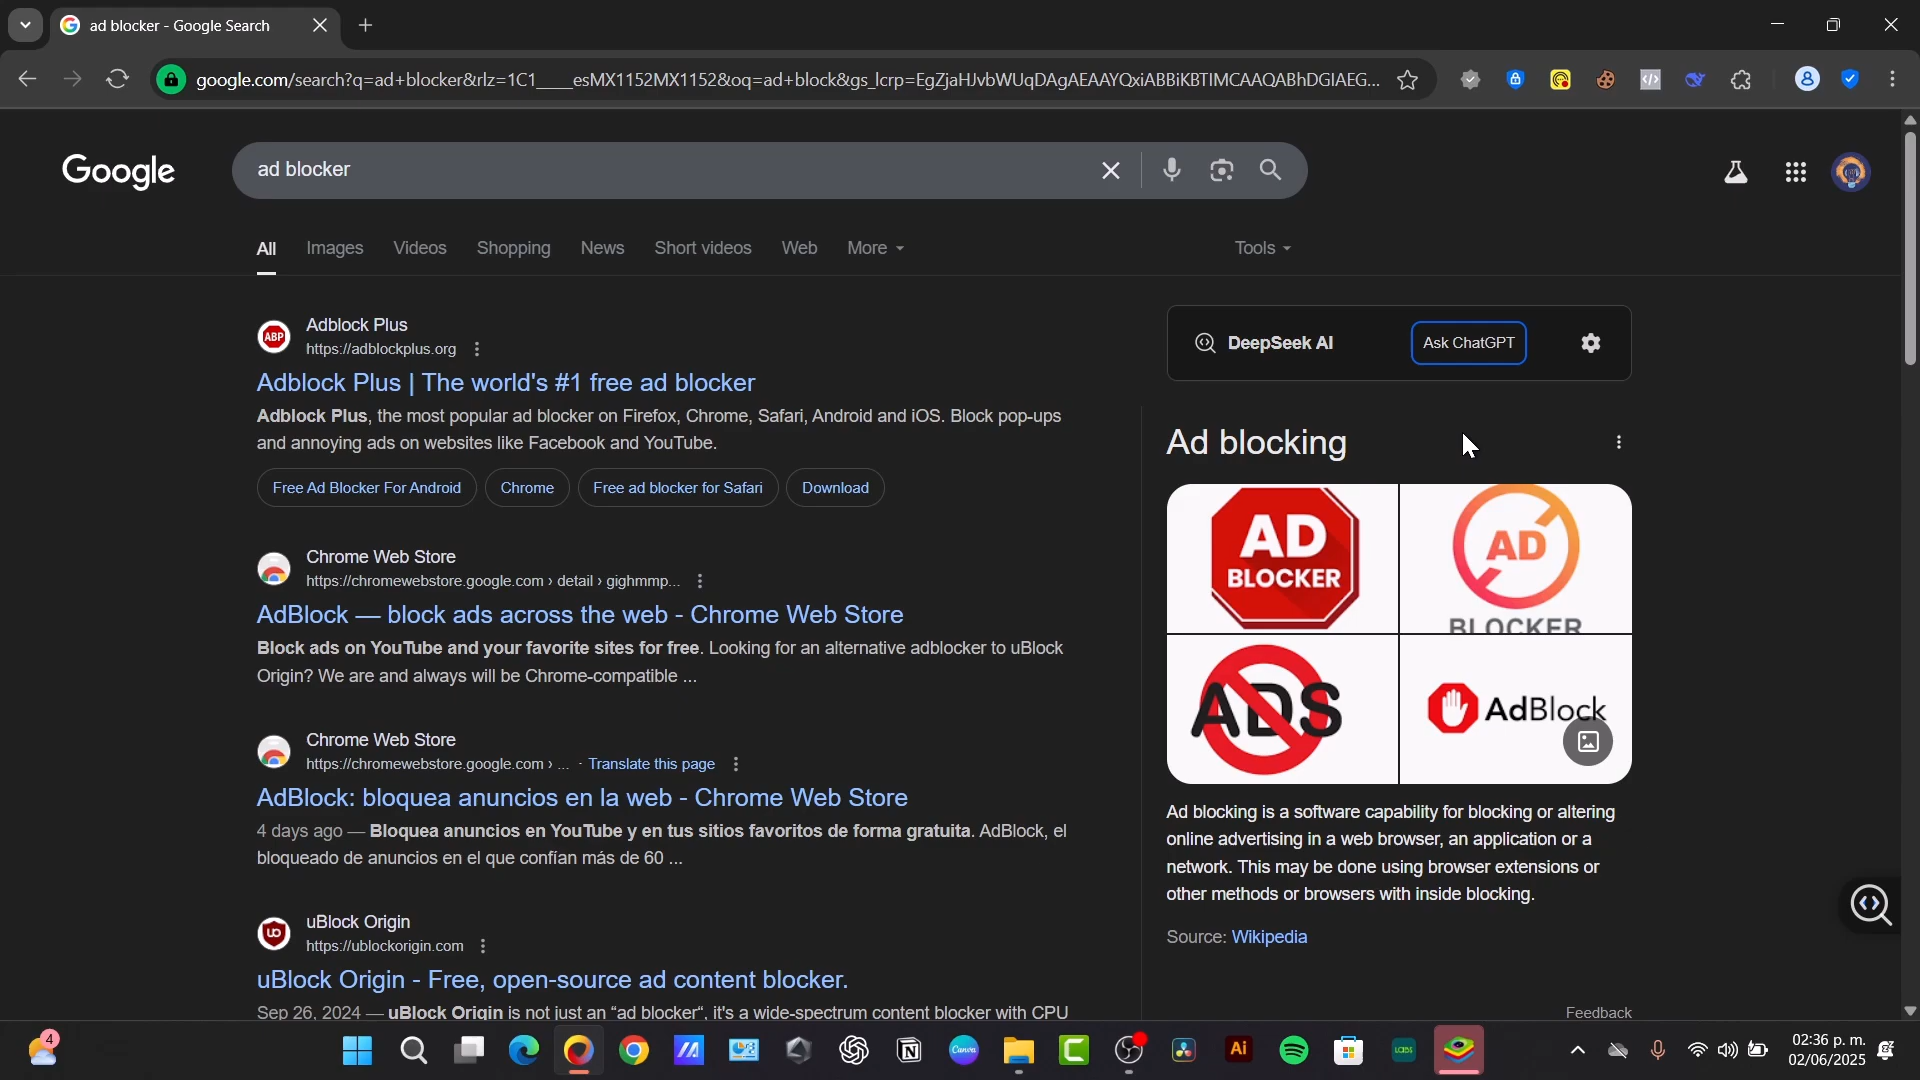 ad blocker - Google Search
google.com/search?q=ad+blocker&rlz=1C1____esMX1152MX1152&oq=ad+block&gs_lcrp=EgZjaHJvbWUqDAgAEAAYQxiABBiKBTIMCAAQABhDGIAEG...
Google
ad blocker
All Images Videos Shopping News Short videos Web More Tools
Adblock Plus
https://adblockplus.org
Adblock Plus | The world's #1 free ad blocker
Adblock Plus, the most popular ad blocker on Firefox, Chrome, Safari, Android and iOS. Block pop-ups
and annoying ads on websites like Facebook and YouTube.
Free Ad Blocker For Android Chrome Free ad blocker for Safari Download
Chrome Web Store
https://chromewebstore.google.com › detail › gighmmp...
AdBlock — block ads across the web - Chrome Web Store
Block ads on YouTube and your favorite sites for free. Looking for an alternative adblocker to uBlock
Origin? We are and always will be Chrome-compatible ...
Chrome Web Store
https://chromewebstore.google.com › ... · Translate this page
AdBlock: bloquea anuncios en la web - Chrome Web Store
4 days ago — Bloquea anuncios en YouTube y en tus sitios favoritos de forma gratuita. AdBlock, el
bloqueado de anuncios en el que confían más de 60 ...
uBlock Origin
https://ublockorigin.com
uBlock Origin - Free, open-source ad content blocker.
Sep 26, 2024 — uBlock Origin is not just an "ad blocker", it's a wide-spectrum content blocker with CPU
DeepSeek AI Ask ChatGPT
Ad blocking
AD
BLOCKER
AD
BLOCKER
ADS
AdBlock
Ad blocking is a software capability for blocking or altering
online advertising in a web browser, an application or a
network. This may be done using browser extensions or
other methods or browsers with inside blocking.
Source: Wikipedia
Feedback
ABP
4
Canva
Ai
LABS
02:36 p. m.
02/06/2025